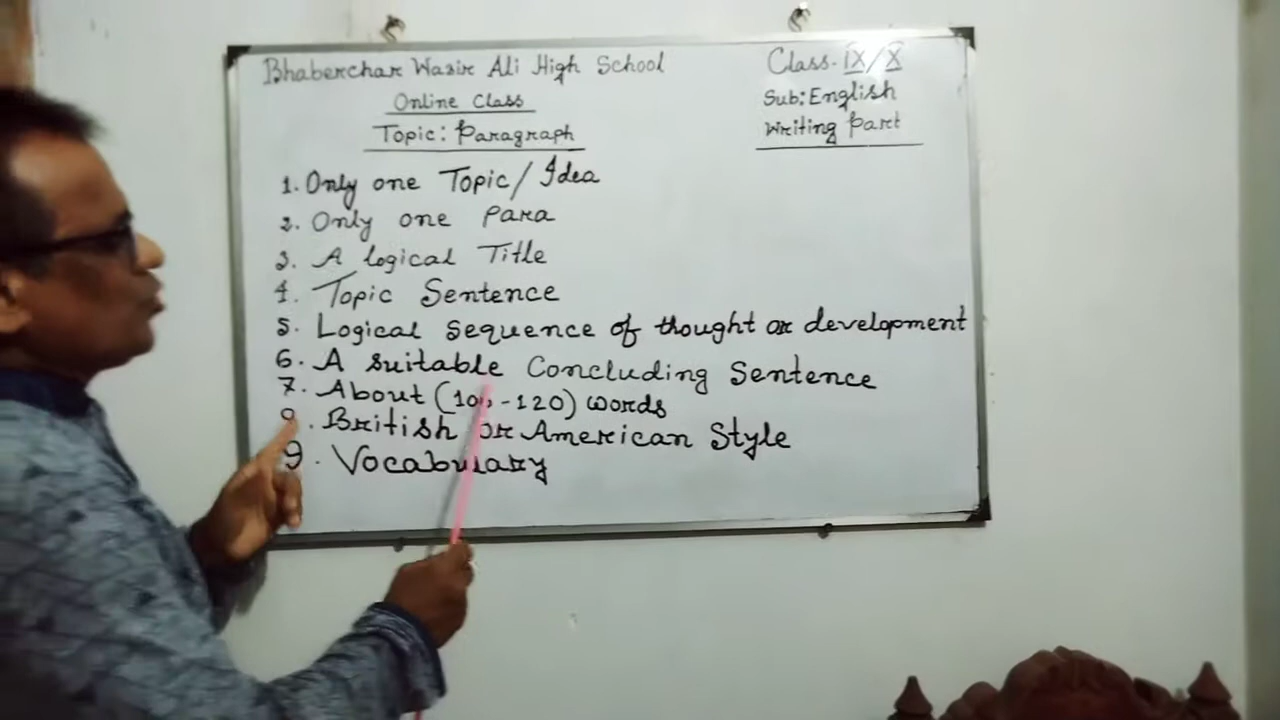 Bhaberchar Wazir Ali High School
Online Class
Topic: Paragraph
Class-IX/X
Sub: English
Writing Part
1. Only one Topic/Idea
2. Only one Para
3. A logical Title
4. Topic Sentence
5. Logical sequence of thought or development
6. A suitable Concluding Sentence
7. About (100-120) words
8. British or American Style
9. Vocabulary